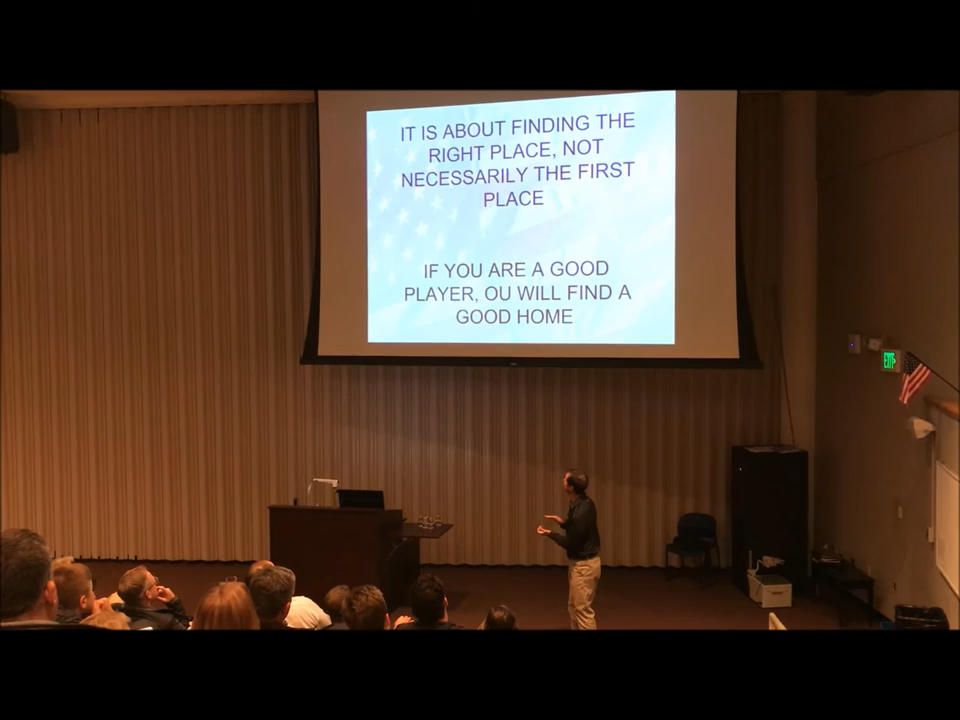 IT IS ABOUT FINDING THE
RIGHT PLACE, NOT
NECESSARILY THE FIRST
PLACE
IF YOU ARE A GOOD
PLAYER, OU WILL FIND A
GOOD HOME
EXIT